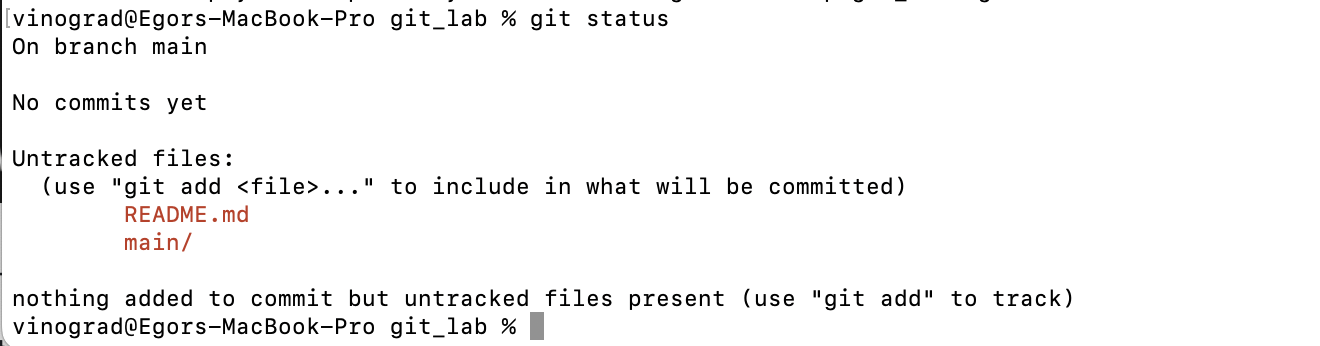 vinograd@Egors-MacBook-Pro git_lab % git status
On branch main
No commits yet
Untracked files:
(use "git add <file>..." to include in what will be committed)
README.md
main/
nothing added to commit but untracked files present (use "git add" to track)
vinograd@Egors-MacBook-Pro git_lab %